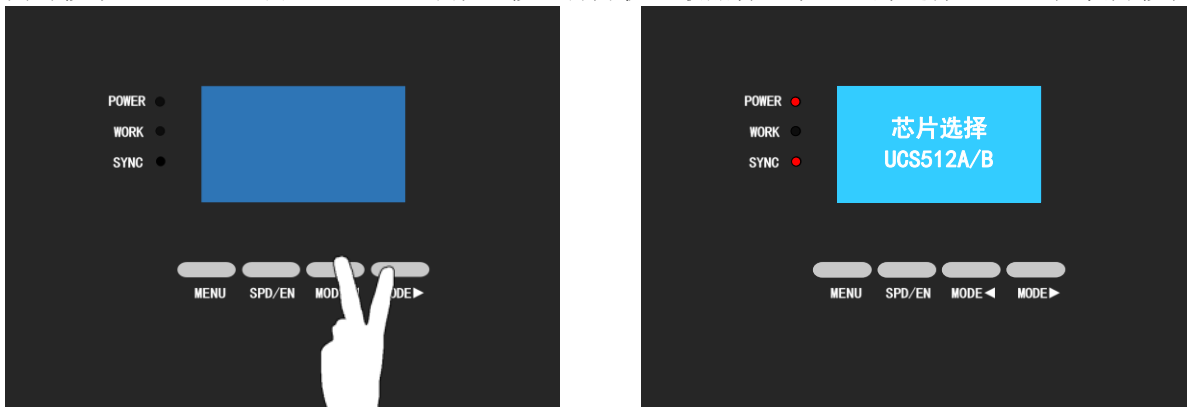 POWER
WORK
SYNC
MENU
SPD/EN
POWER
WORK
SYNC
芯片选择
UCS512A/B
MENU
SPD/EN
MODE◀
MODE▶